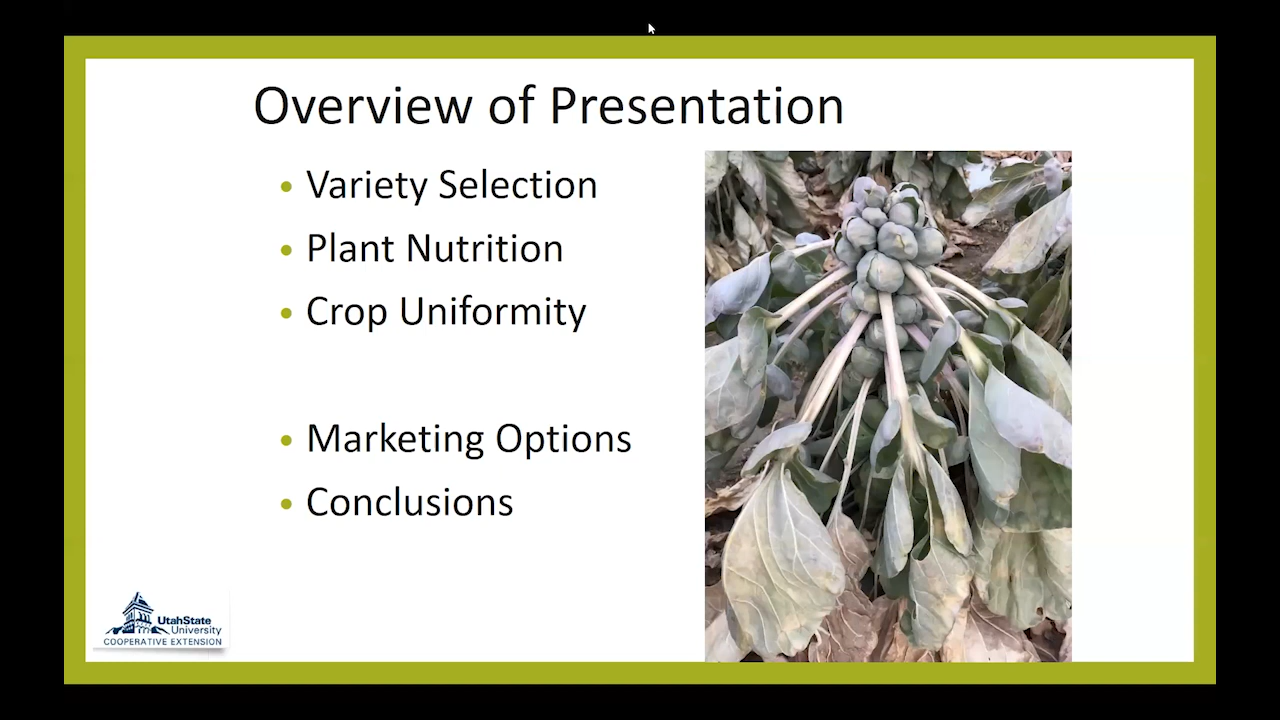 Overview of Presentation
• Variety Selection
• Plant Nutrition
• Crop Uniformity
• Marketing Options
• Conclusions
UtahState
University
COOPERATIVE EXTENSION